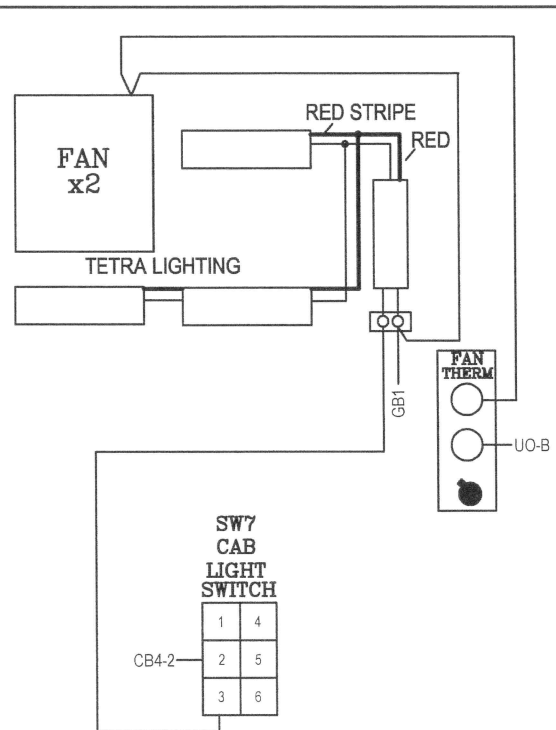 FAN
x2
RED STRIPE
RED
TETRA LIGHTING
GB1
FAN
THERM
UO-B
SW7
CAB
LIGHT
SWITCH
1 4
CB4-2 2 5
3 6